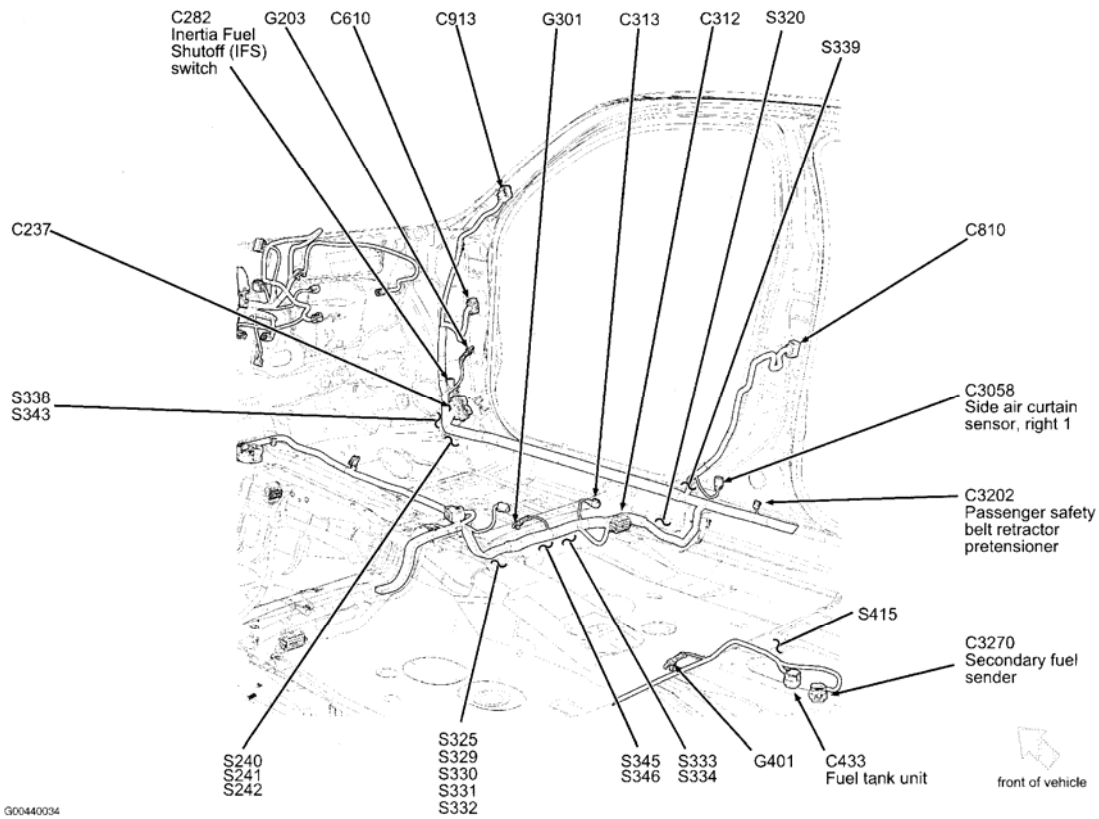 C282
Inertia Fuel
Shutoff (IFS)
switch
G203
C610
C913
G301
C313
C312
S320
S339
C237
C810
S338
S343
C3058
Side air curtain
sensor, right 1
C3202
Passenger safety
belt retractor
pretensioner
S415
C3270
Secondary fuel
sender
S240
S241
S242
S325
S329
S330
S331
S332
S345
S346
S333
S334
G401
C433
Fuel tank unit
front of vehicle
G00440034